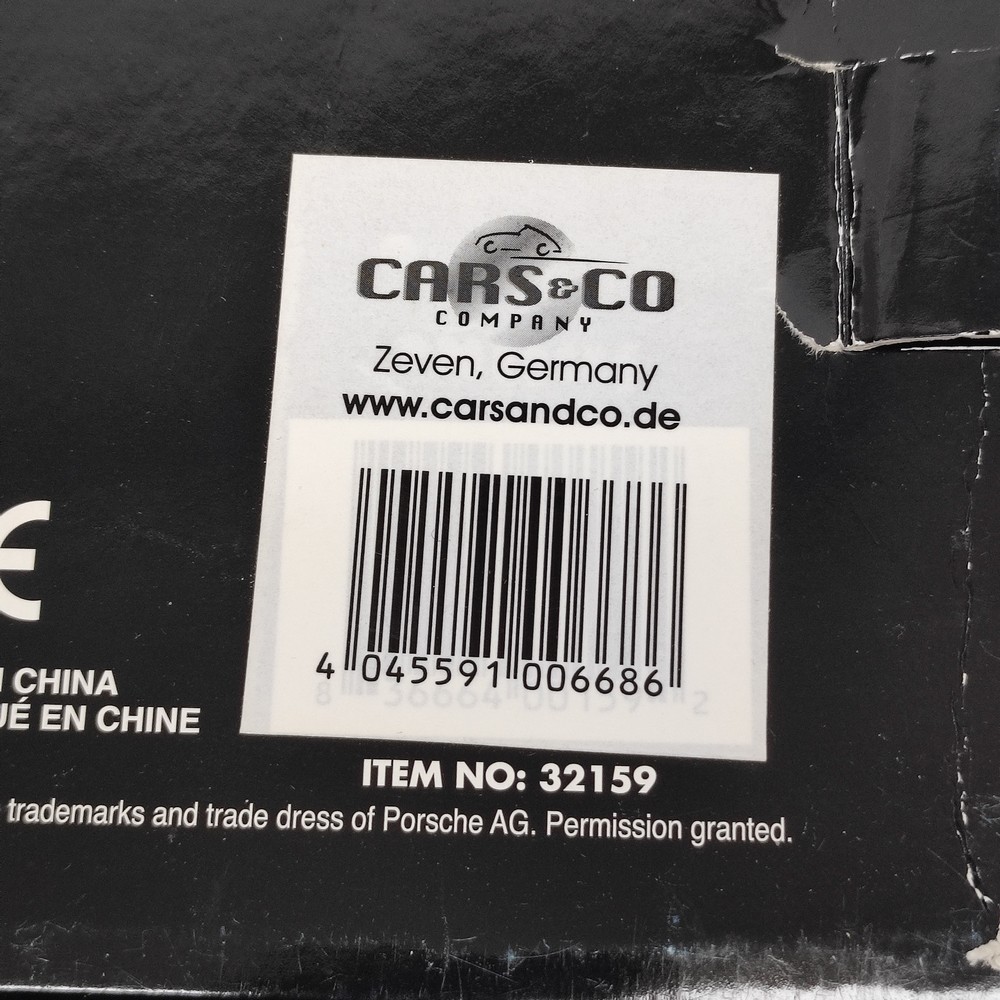 CARS&CO
COMPANY
Zeven, Germany
www.carsandco.de
4 045591 006686
CE
CHINA
EN CHINE
ITEM NO: 32159
trademarks and trade dress of Porsche AG. Permission granted.